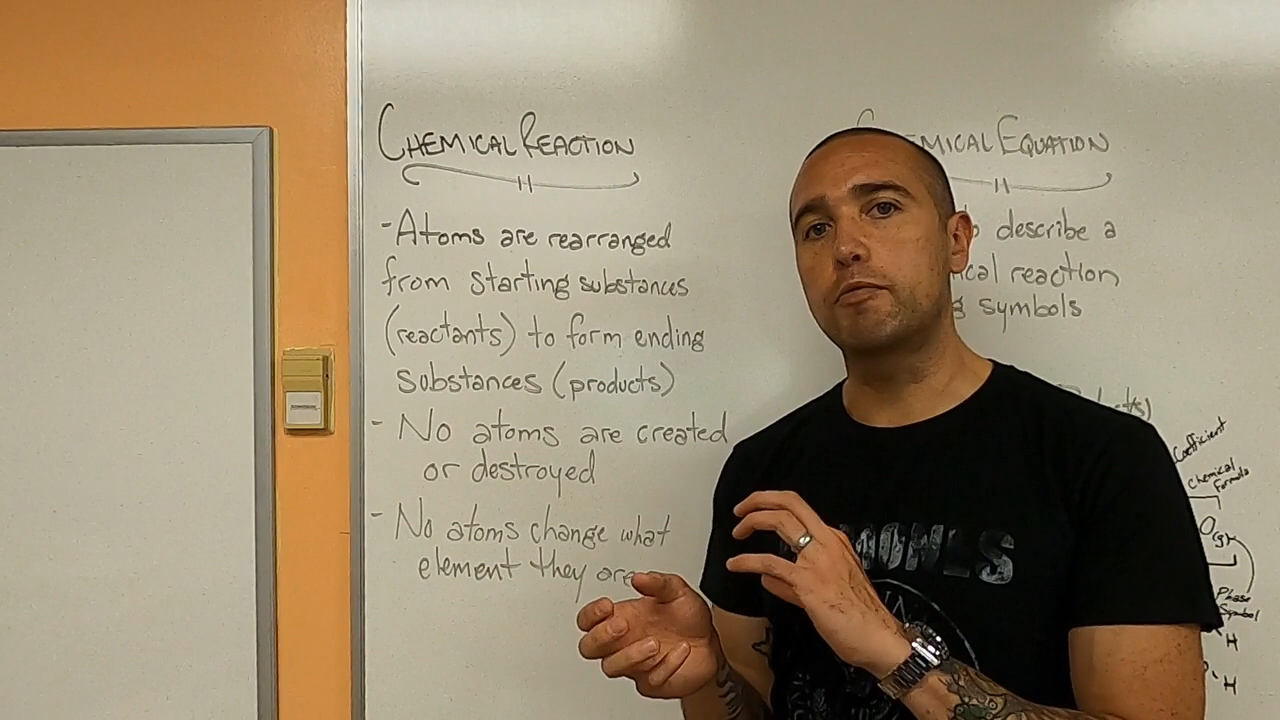 CHEMICAL REACTION
- Atoms are rearranged
from starting substances
(reactants) to form ending
substances (products)
- No atoms are created
or destroyed
- No atoms change what
element they are
CHEMICAL EQUATION
describe a
ical reaction,
symbols
Coefficient
Chemical
Formula
Phase
Symbol
H
H